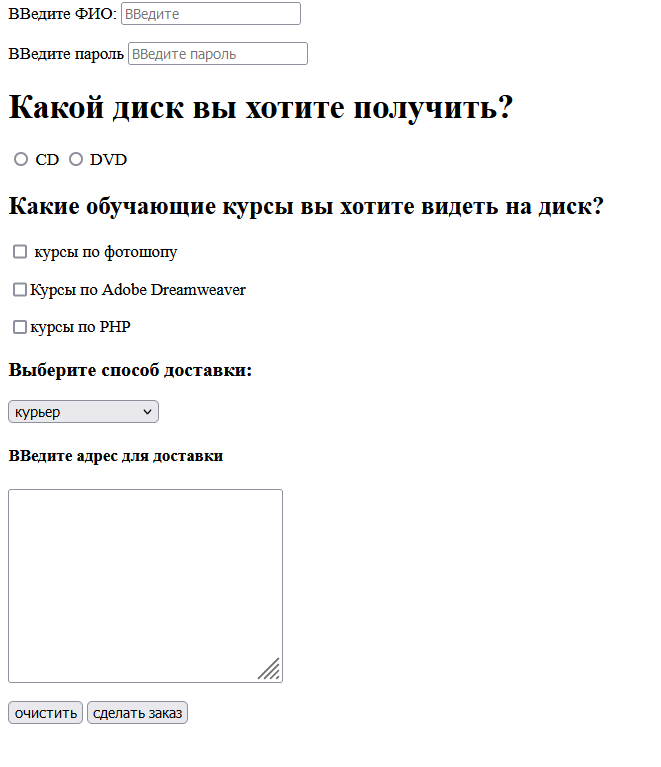 ВВедите ФИО: ВВедите
ВВедите пароль ВВедите пароль
Какой диск вы хотите получить?
CD DVD
Какие обучающие курсы вы хотите видеть на диск?
курсы по фотошопу
Курсы по Adobe Dreamweaver
курсы по PHP
Выберите способ доставки:
курьер
ВВедите адрес для доставки
очистить сделать заказ